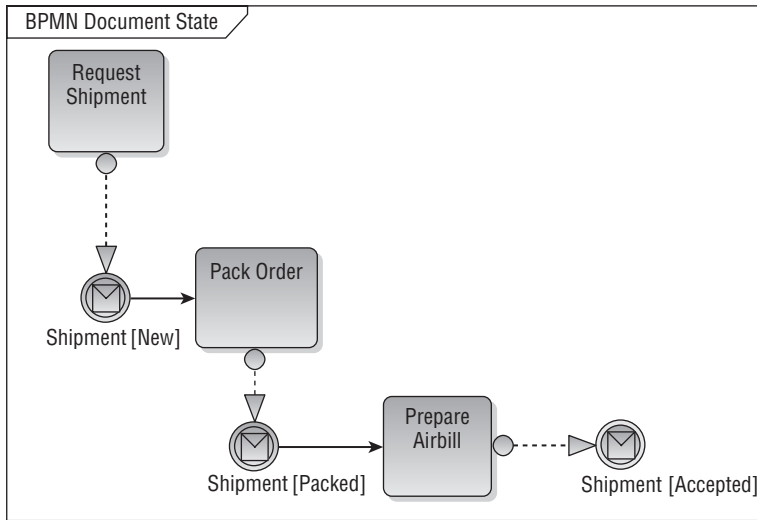 BPMN Document State
Request
Shipment
Pack Order
Shipment [New]
Prepare
Airbill
Shipment [Packed]
Shipment [Accepted]